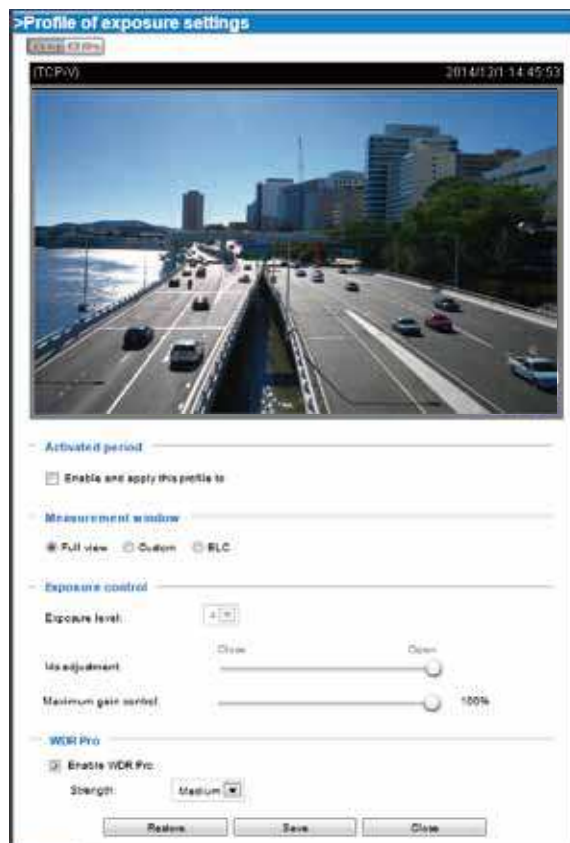 >Profile of exposure settings
(TCP-V) 2014/12/1 14:45:53
Activated period
Enable and apply this profile to
Measurement window
Full view Custom BLC
Exposure control
Exposure level:
Close Open
Iris adjustment:
Maximum gain control: 100%
WDR Pro
Enable WDR Pro
Strength: Medium
Restore Save Close